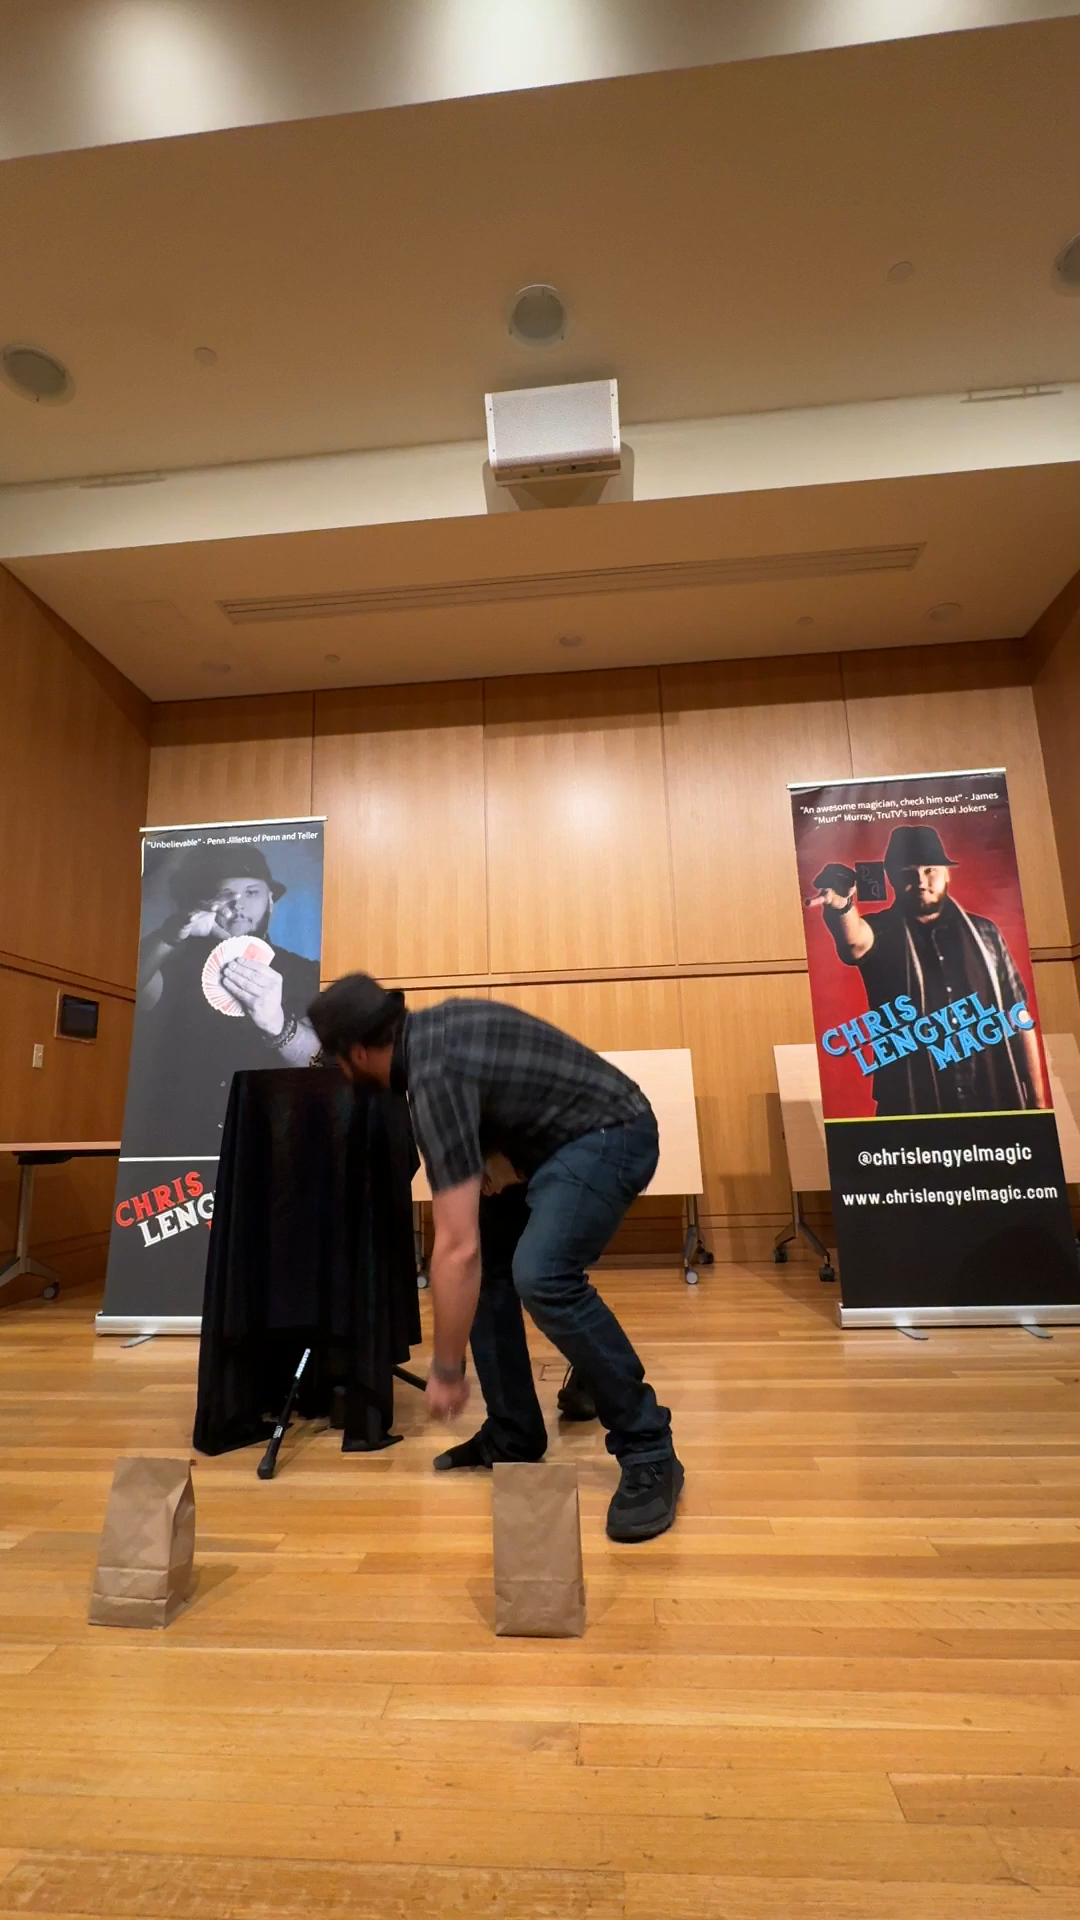 "Unbelievable" - Penn Jillette of Penn and Teller
CHRIS
LENG
"An awesome magician, check him out" - James
"Murr" Murray, TruTV's Impractical Jokers
CHRIS
LENGYEL
MAGIC
@chrislengyelmagic
www.chrislengyelmagic.com